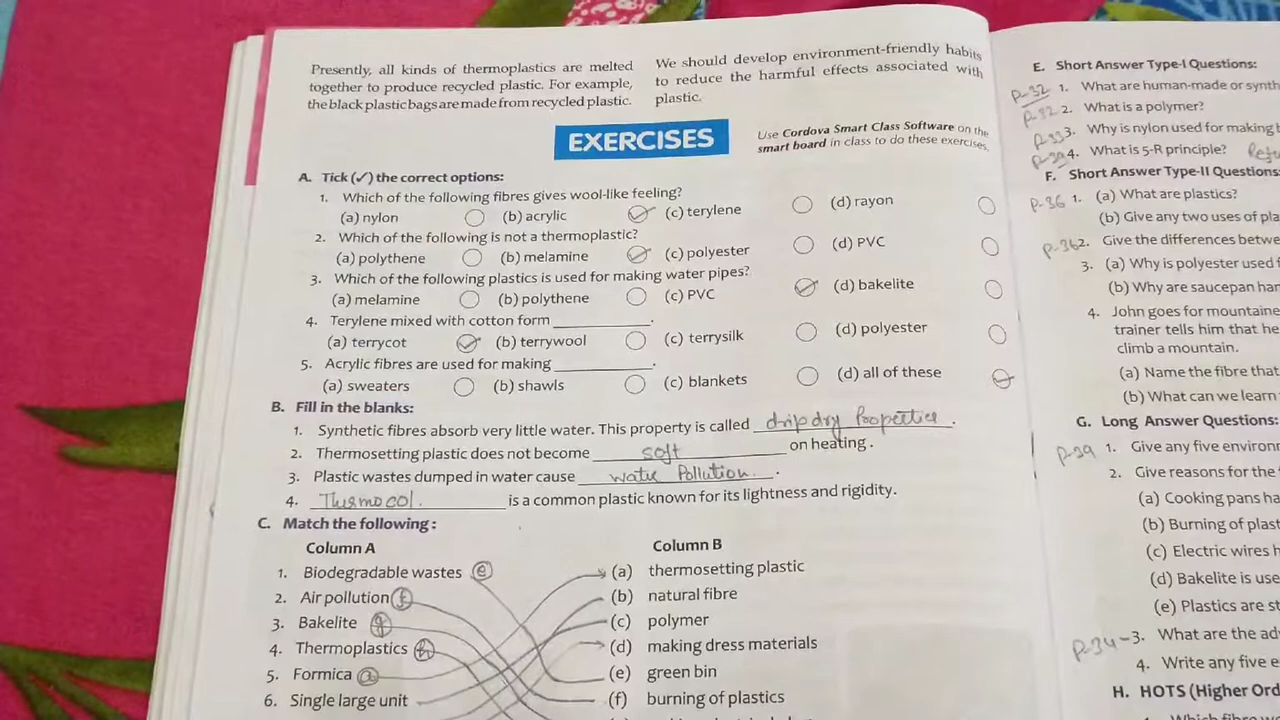 Presently, all kinds of thermoplastics are melted
together to produce recycled plastic. For example,
the black plastic bags are made from recycled plastic.
We should develop environment-friendly habits
to reduce the harmful effects associated with
plastic.
EXERCISES
Use Cordova Smart Class Software on the
smart board in class to do these exercises.
A. Tick (✓) the correct options:
1. Which of the following fibres gives wool-like feeling?
(a) nylon (b) acrylic (c) terylene (d) rayon
2. Which of the following is not a thermoplastic?
(a) polythene (b) melamine (c) polyester (d) PVC
3. Which of the following plastics is used for making water pipes?
(a) melamine (b) polythene (c) PVC (d) bakelite
4. Terylene mixed with cotton form __________.
(a) terrycot (b) terrywool (c) terrysilk (d) polyester
5. Acrylic fibres are used for making __________.
(a) sweaters (b) shawls (c) blankets (d) all of these
B. Fill in the blanks:
1. Synthetic fibres absorb very little water. This property is called drip dry Properties.
2. Thermosetting plastic does not become soft on heating.
3. Plastic wastes dumped in water cause water Pollution.
4. Thermocol. is a common plastic known for its lightness and rigidity.
C. Match the following:
Column A Column B
1. Biodegradable wastes e (a) thermosetting plastic
2. Air pollution f (b) natural fibre
3. Bakelite g (c) polymer
4. Thermoplastics h (d) making dress materials
5. Formica a (e) green bin
6. Single large unit (f) burning of plastics
E. Short Answer Type-I Questions:
P-32 1. What are human-made or synth
P-32 2. What is a polymer?
P-33 3. Why is nylon used for making
P-39 4. What is 5-R principle?
F. Short Answer Type-II Questions
P-36 1. (a) What are plastics?
(b) Give any two uses of pla
P-36 2. Give the differences betwe
3. (a) Why is polyester used
(b) Why are saucepan har
4. John goes for mountaine
trainer tells him that he
climb a mountain.
(a) Name the fibre that
(b) What can we learn
G. Long Answer Questions:
P-39 1. Give any five environ
2. Give reasons for the
(a) Cooking pans ha
(b) Burning of plast
(c) Electric wires h
(d) Bakelite is use
(e) Plastics are st
P-34 3. What are the ad
4. Write any five e
H. HOTS (Higher Ord